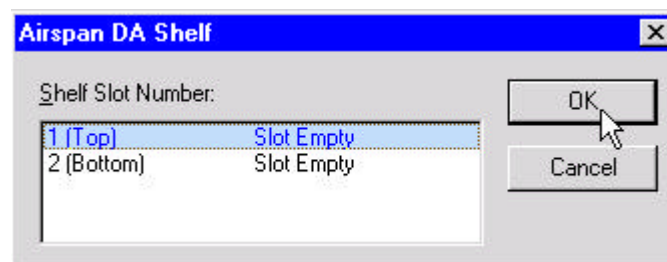 Airspan DA Shelf
Shelf Slot Number:
1 (Top) Slot Empty
2 (Bottom) Slot Empty
OK
Cancel